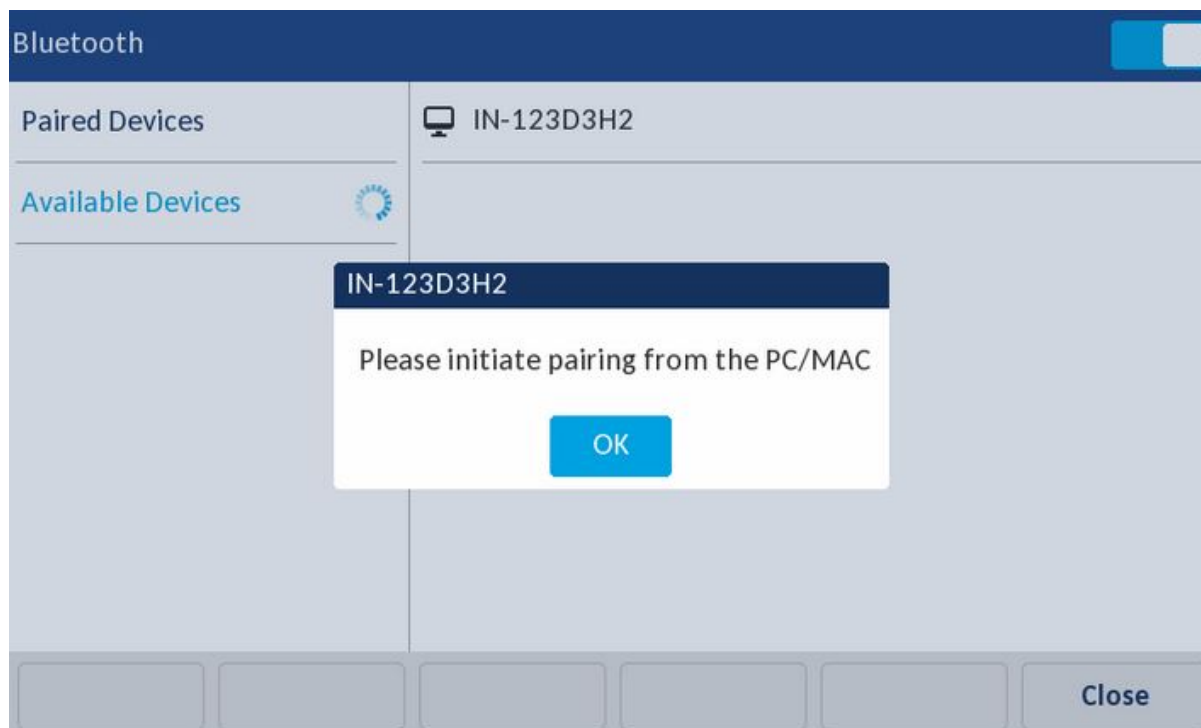 Bluetooth
Paired Devices
IN-123D3H2
Available Devices
IN-123D3H2
Please initiate pairing from the PC/MAC
OK
Close